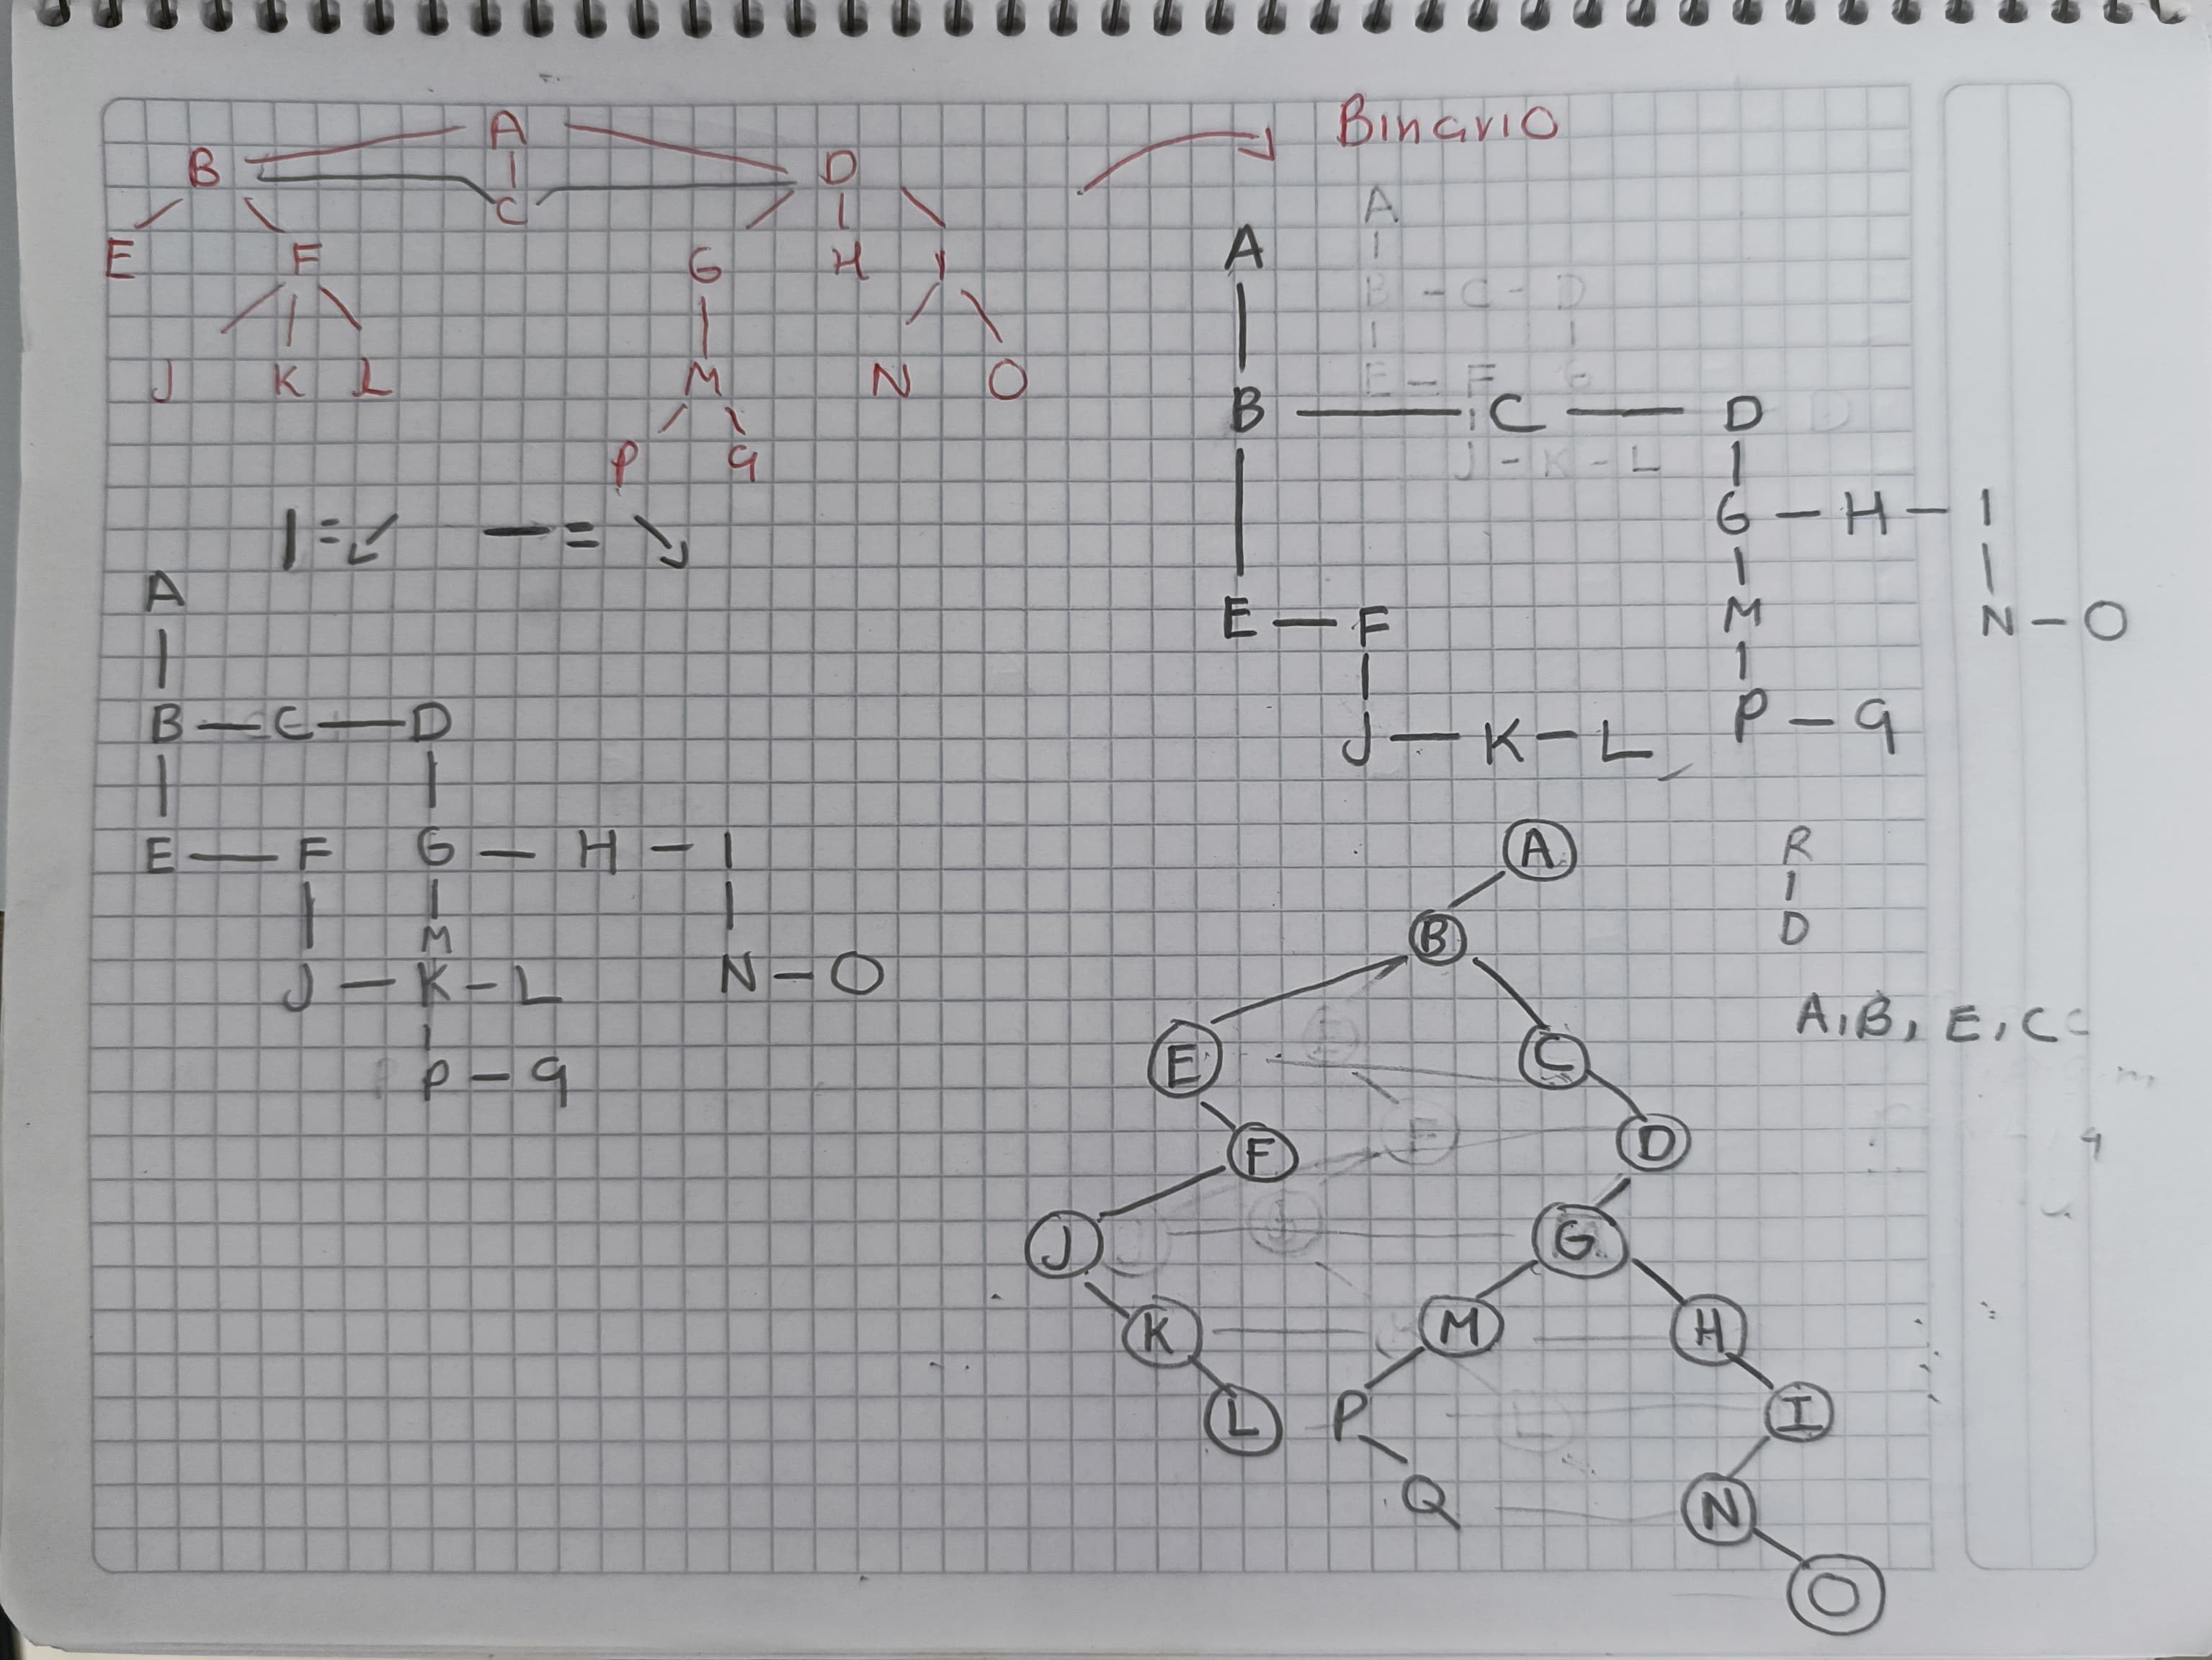 A
B D
C
E F G H I
J K L M N O
P q
| = ↙ — = ↘
A
B — C — D
E — F G — H — I
M
J — K — L N — O
P — q
Binario
A
B — C — D
E — F G
J — K — L
A
B — C — D
G — H — I
E — F M N — O
J — K — L P — q
A
B
E C
F D
J G
K M H
L P I
Q N
O
R
D
A, B, E, C